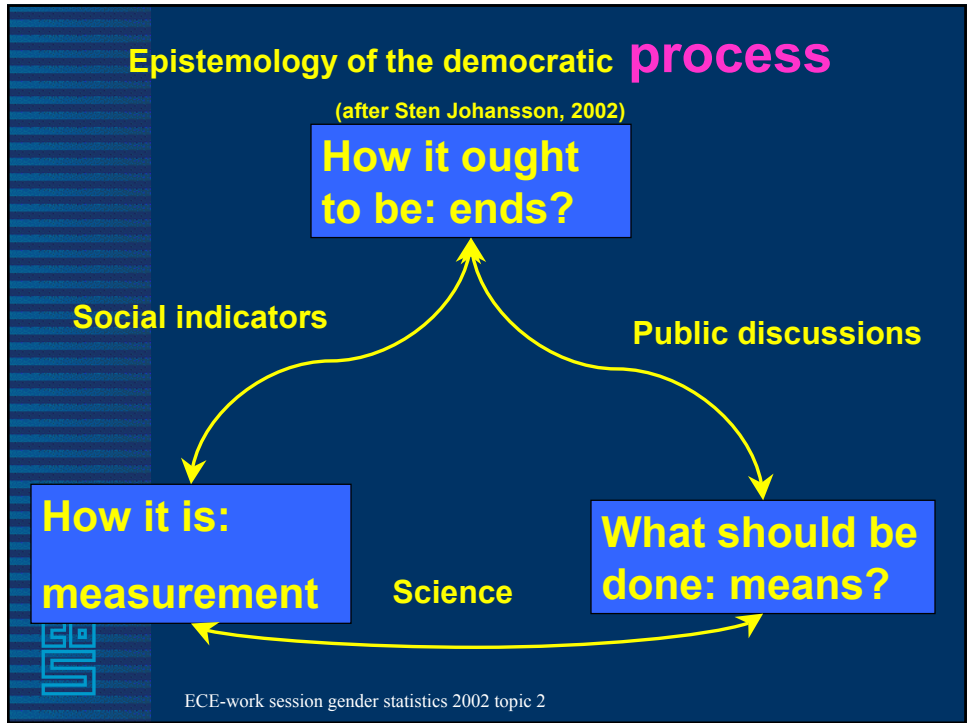 Epistemology of the democratic process
(after Sten Johansson, 2002)
How it ought
to be: ends?
Social indicators
Public discussions
How it is:
measurement
What should be
done: means?
Science
ECE-work session gender statistics 2002 topic 2